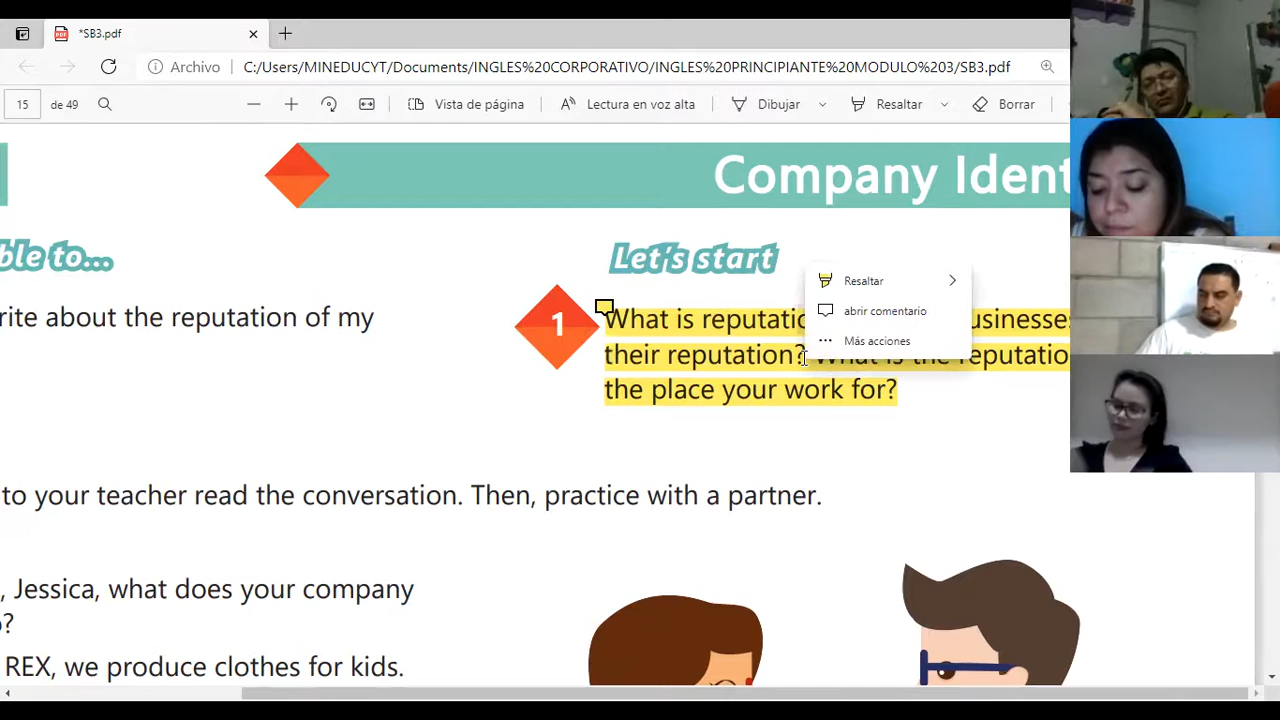 *SB3.pdf
Archivo
C:/Users/MINEDUCYT/Documents/INGLES%20CORPORATIVO/INGLES%20PRINCIPIANTE%20MODULO%203/SB3.pdf
15
de 49
Vista de página
Lectura en voz alta
Dibujar
Resaltar
Borrar
Company Ident
ble to...
Let's start
Resaltar
abrir comentario
Más acciones
rite about the reputation of my
1
What is reputatio usinesse
their reputation? What is the reputatio
the place your work for?
to your teacher read the conversation. Then, practice with a partner.
, Jessica, what does your company
o?
REX, we produce clothes for kids.